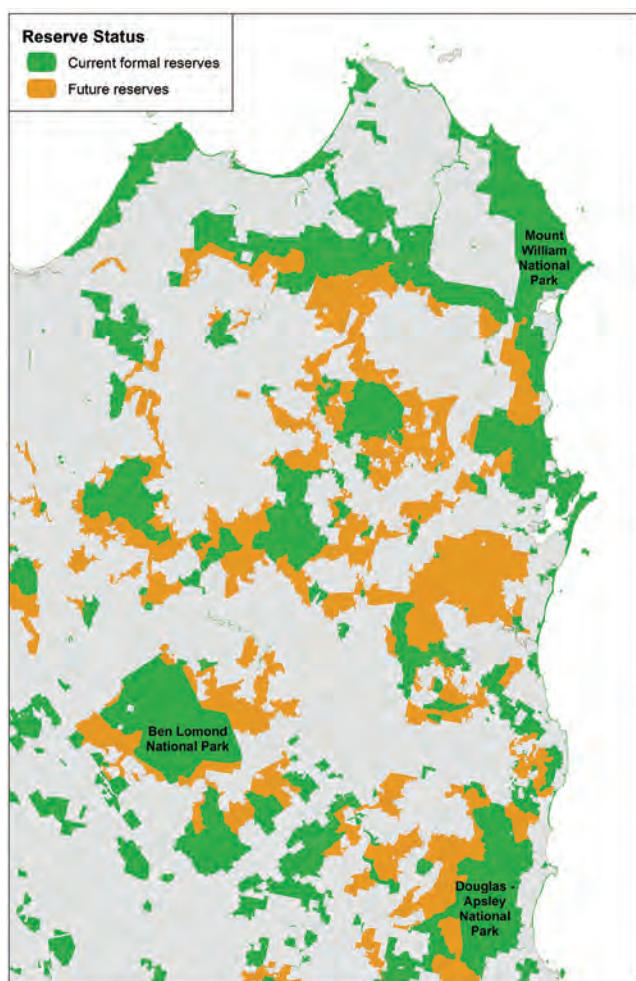 Reserve Status
Current formal reserves
Future reserves
Mount
William
National
Park
Ben Lomond
National Park
Douglas -
Apsley
National
Park